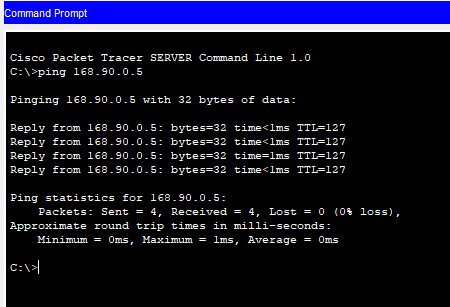 Command Prompt
Cisco Packet Tracer SERVER Command Line 1.0
C:\>ping 168.90.0.5
Pinging 168.90.0.5 with 32 bytes of data:
Reply from 168.90.0.5: bytes=32 time<1ms TTL=127
Reply from 168.90.0.5: bytes=32 time<1ms TTL=127
Reply from 168.90.0.5: bytes=32 time=1ms TTL=127
Reply from 168.90.0.5: bytes=32 time<1ms TTL=127
Ping statistics for 168.90.0.5:
Packets: Sent = 4, Received = 4, Lost = 0 (0% loss),
Approximate round trip times in milli-seconds:
Minimum = 0ms, Maximum = 1ms, Average = 0ms
C:\>